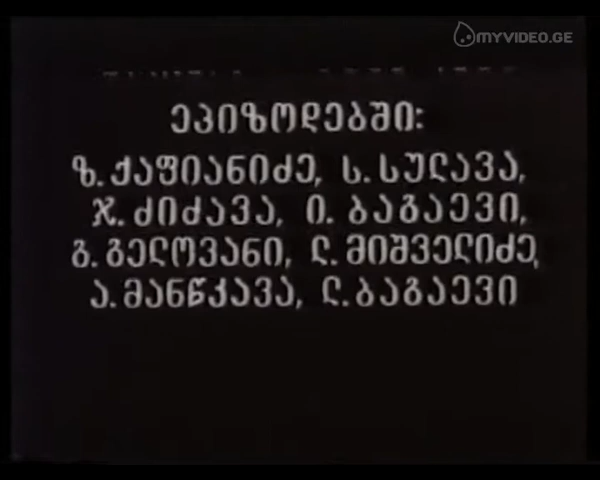 MYVIDEO.GE
ეპიზოდებში:
ზ. ქაფიანიძე, ს. სულავა,
ჯ. ძიძავა, ი. ბაგაევი,
გ. გელოვანი, ლ. მიშველიძე,
ა. მანწკავა, ლ. ბაგაევი